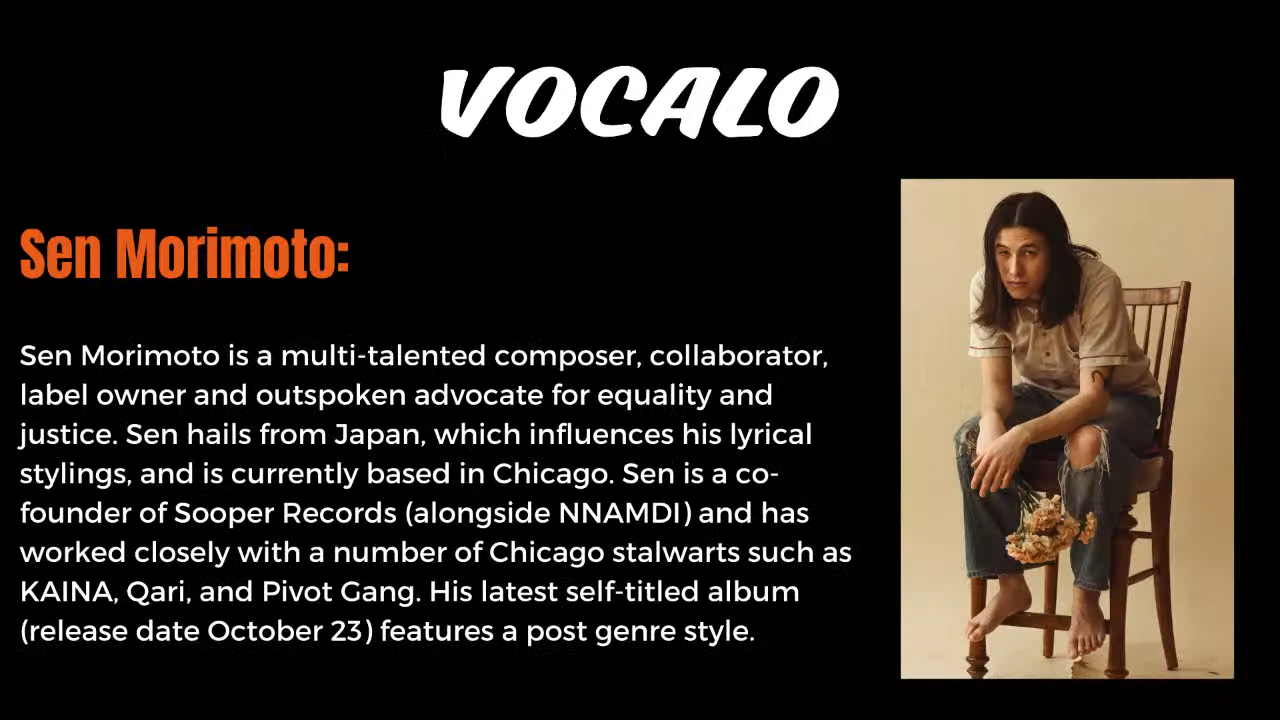 VOCALO
Sen Morimoto:
Sen Morimoto is a multi-talented composer, collaborator,
label owner and outspoken advocate for equality and
justice. Sen hails from Japan, which influences his lyrical
stylings, and is currently based in Chicago. Sen is a co-
founder of Sooper Records (alongside NNAMDI) and has
worked closely with a number of Chicago stalwarts such as
KAINA, Qari, and Pivot Gang. His latest self-titled album
(release date October 23) features a post genre style.